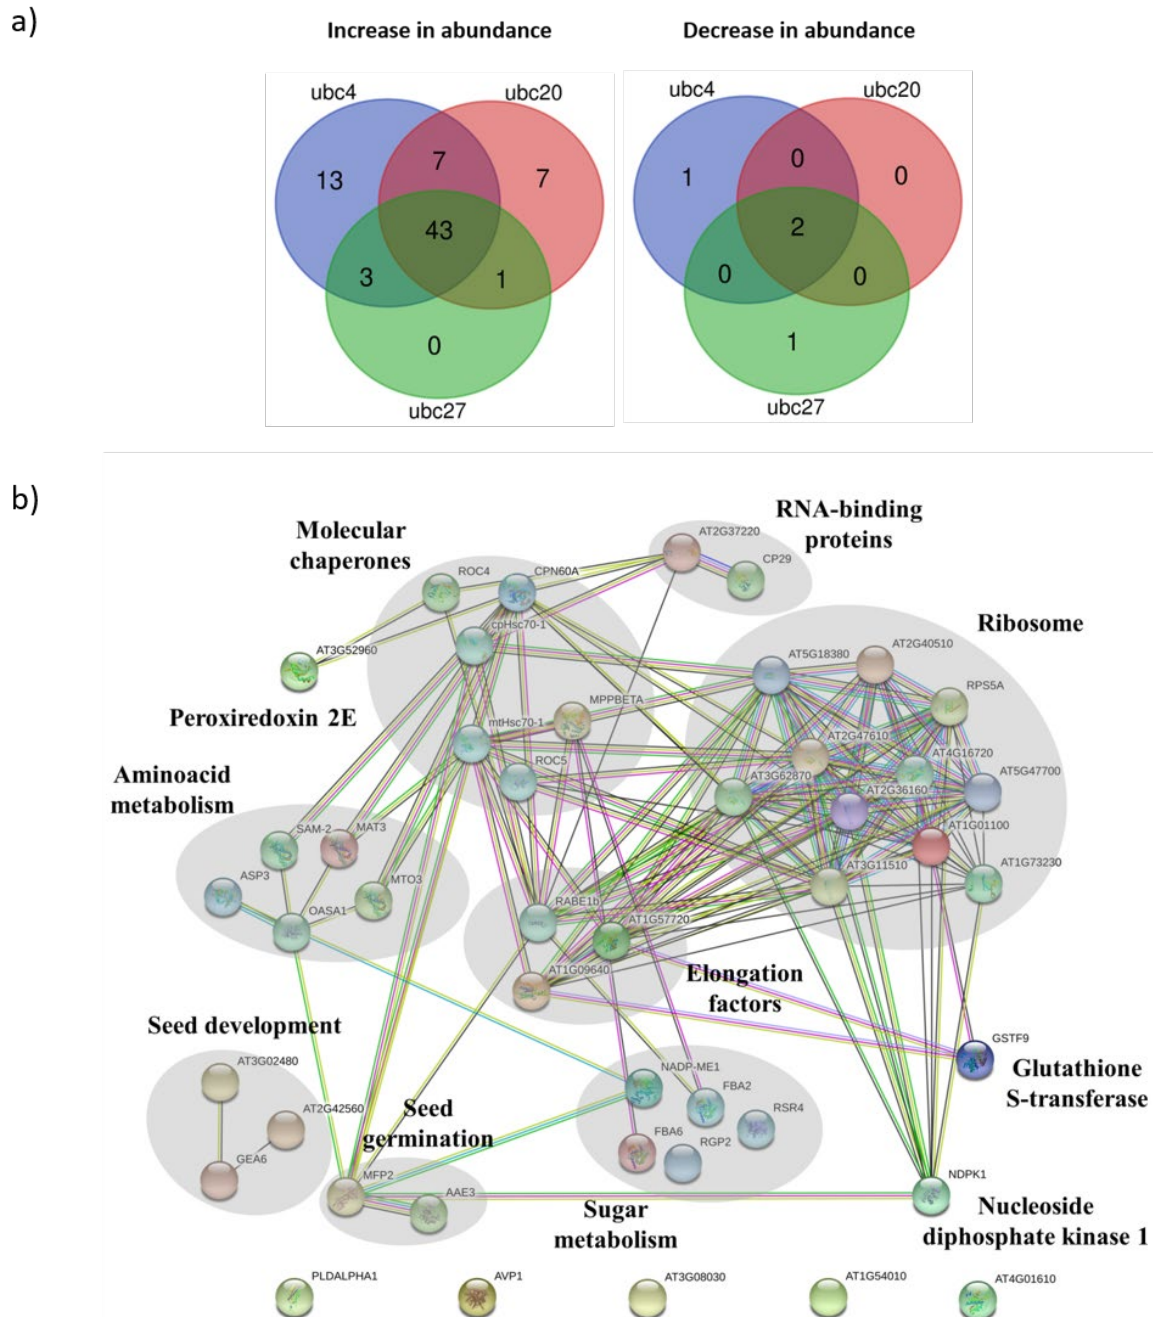 a)
Increase in abundance
Decrease in abundance
ubc4
ubc20
13
7
7
43
3
1
0
ubc27
ubc4
ubc20
1
0
0
2
0
0
1
ubc27
b)
Molecular
chaperones
RNA-binding
proteins
ROC4
CPN60A
AT2G37220
CP29
cpHsc70-1
AT3G52960
Peroxiredoxin 2E
Ribosome
AT5G18380
AT2G40510
RPS5A
MPPBETA
mtHsc70-1
ROC5
AT2G47610
AT4G16720
AT3G62870
AT2G36160
AT5G47700
AT1G01100
AT3G11510
AT1G73230
Aminoacid
metabolism
SAM-2
MAT3
ASP3
MTO3
OASA1
RABE1b
AT1G57720
AT1G09640
Elongation
factors
Seed development
AT3G02480
AT2G42560
GEA6
Seed
germination
MFP2
AAE3
NADP-ME1
FBA2
RSR4
FBA6
RGP2
Sugar
metabolism
GSTF9
Glutathione
S-transferase
NDPK1
Nucleoside
diphosphate kinase 1
PLDALPHA1
AVP1
AT3G08030
AT1G54010
AT4G01610